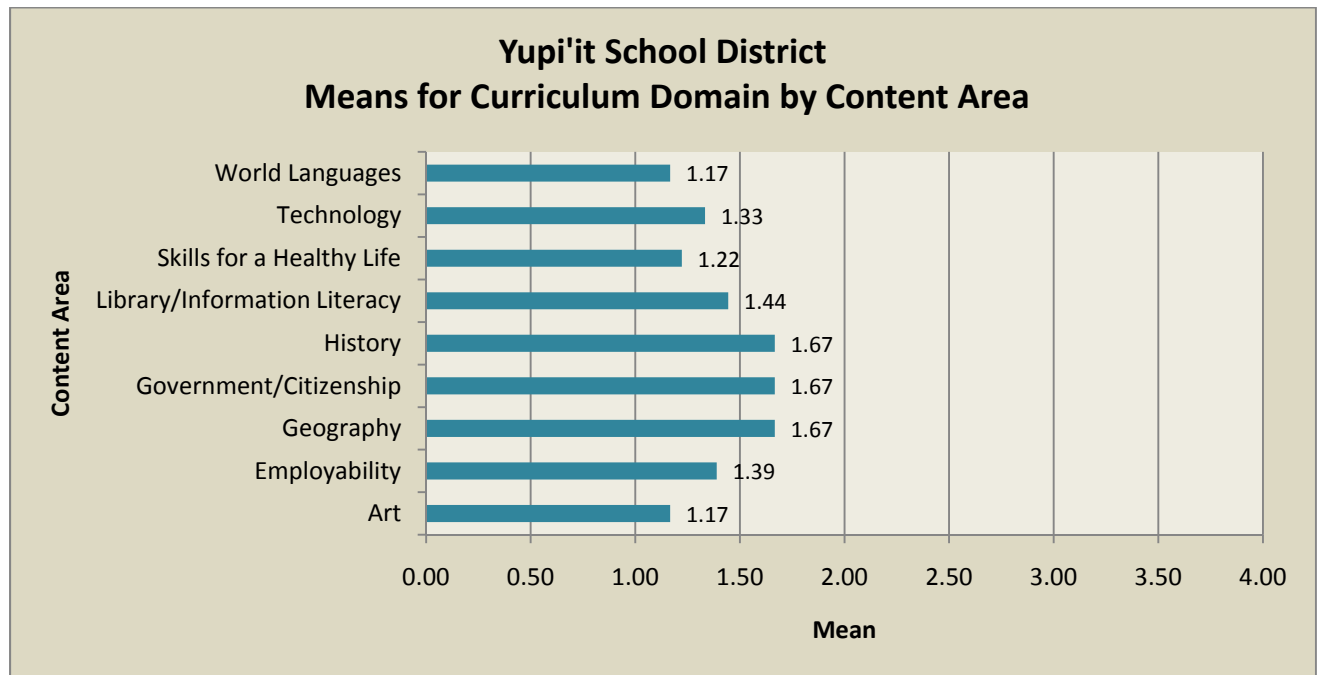 Yupi'it School District
Means for Curriculum Domain by Content Area
Content Area
World Languages 1.17
Technology 1.33
Skills for a Healthy Life 1.22
Library/Information Literacy 1.44
History 1.67
Government/Citizenship 1.67
Geography 1.67
Employability 1.39
Art 1.17
0.00 0.50 1.00 1.50 2.00 2.50 3.00 3.50 4.00
Mean